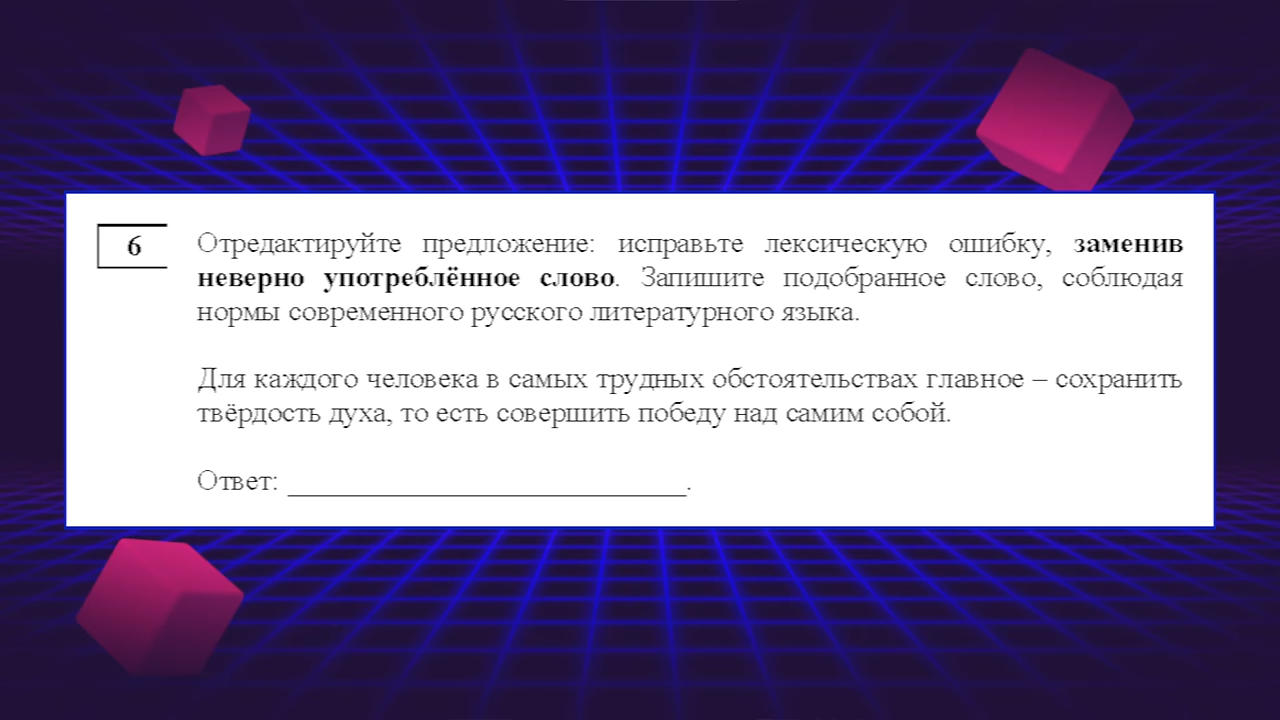 6
Отредактируйте предложение: исправьте лексическую ошибку, заменив
неверно употреблённое слово. Запишите подобранное слово, соблюдая
нормы современного русского литературного языка.
Для каждого человека в самых трудных обстоятельствах главное – сохранить
твёрдость духа, то есть совершить победу над самим собой.
Ответ: ____________________________.